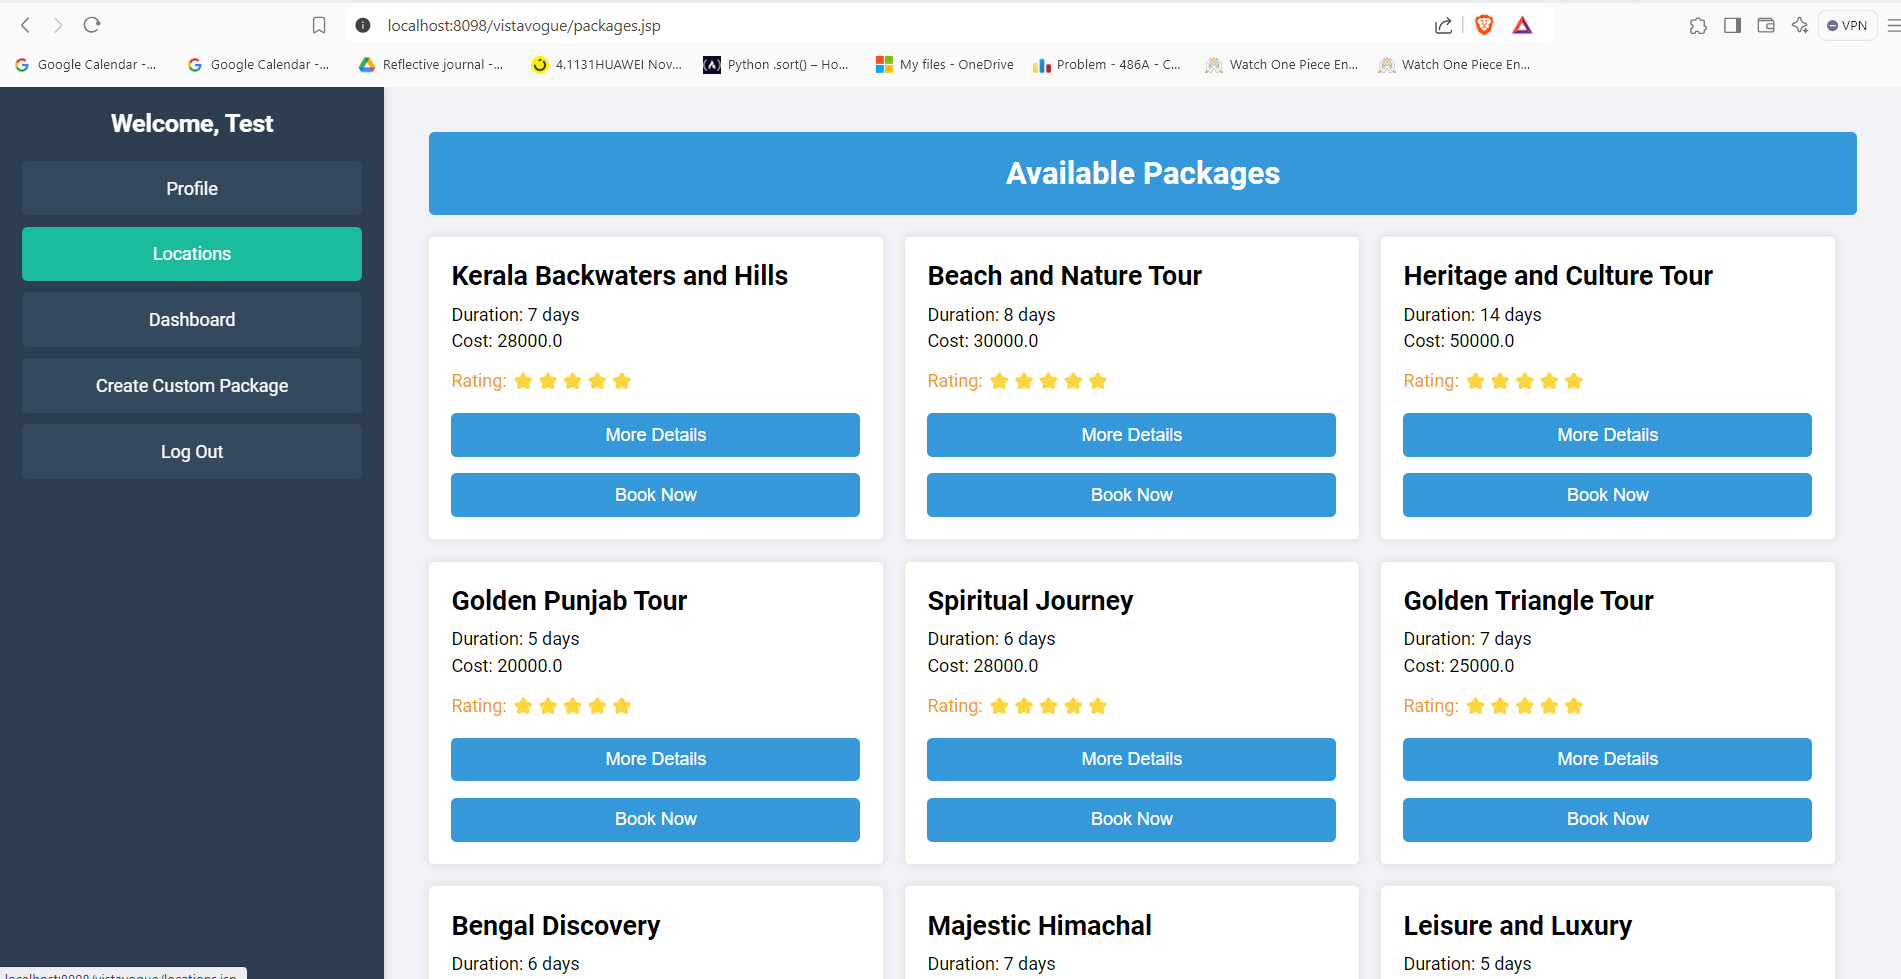 localhost:8098/vistavogue/packages.jsp
VPN
Google Calendar -...
Google Calendar -...
Reflective journal -...
4.1131HUAWEI Nov...
Python .sort() – Ho...
My files - OneDrive
Problem - 486A - C...
Watch One Piece En...
Watch One Piece En...
Welcome, Test
Profile
Locations
Dashboard
Create Custom Package
Log Out
Available Packages
Kerala Backwaters and Hills
Duration: 7 days
Cost: 28000.0
Rating:
More Details
Book Now
Beach and Nature Tour
Duration: 8 days
Cost: 30000.0
Rating:
More Details
Book Now
Heritage and Culture Tour
Duration: 14 days
Cost: 50000.0
Rating:
More Details
Book Now
Golden Punjab Tour
Duration: 5 days
Cost: 20000.0
Rating:
More Details
Book Now
Spiritual Journey
Duration: 6 days
Cost: 28000.0
Rating:
More Details
Book Now
Golden Triangle Tour
Duration: 7 days
Cost: 25000.0
Rating:
More Details
Book Now
Bengal Discovery
Duration: 6 days
Majestic Himachal
Duration: 7 days
Leisure and Luxury
Duration: 5 days
localhost:8098/vistavogue/locations.jsp